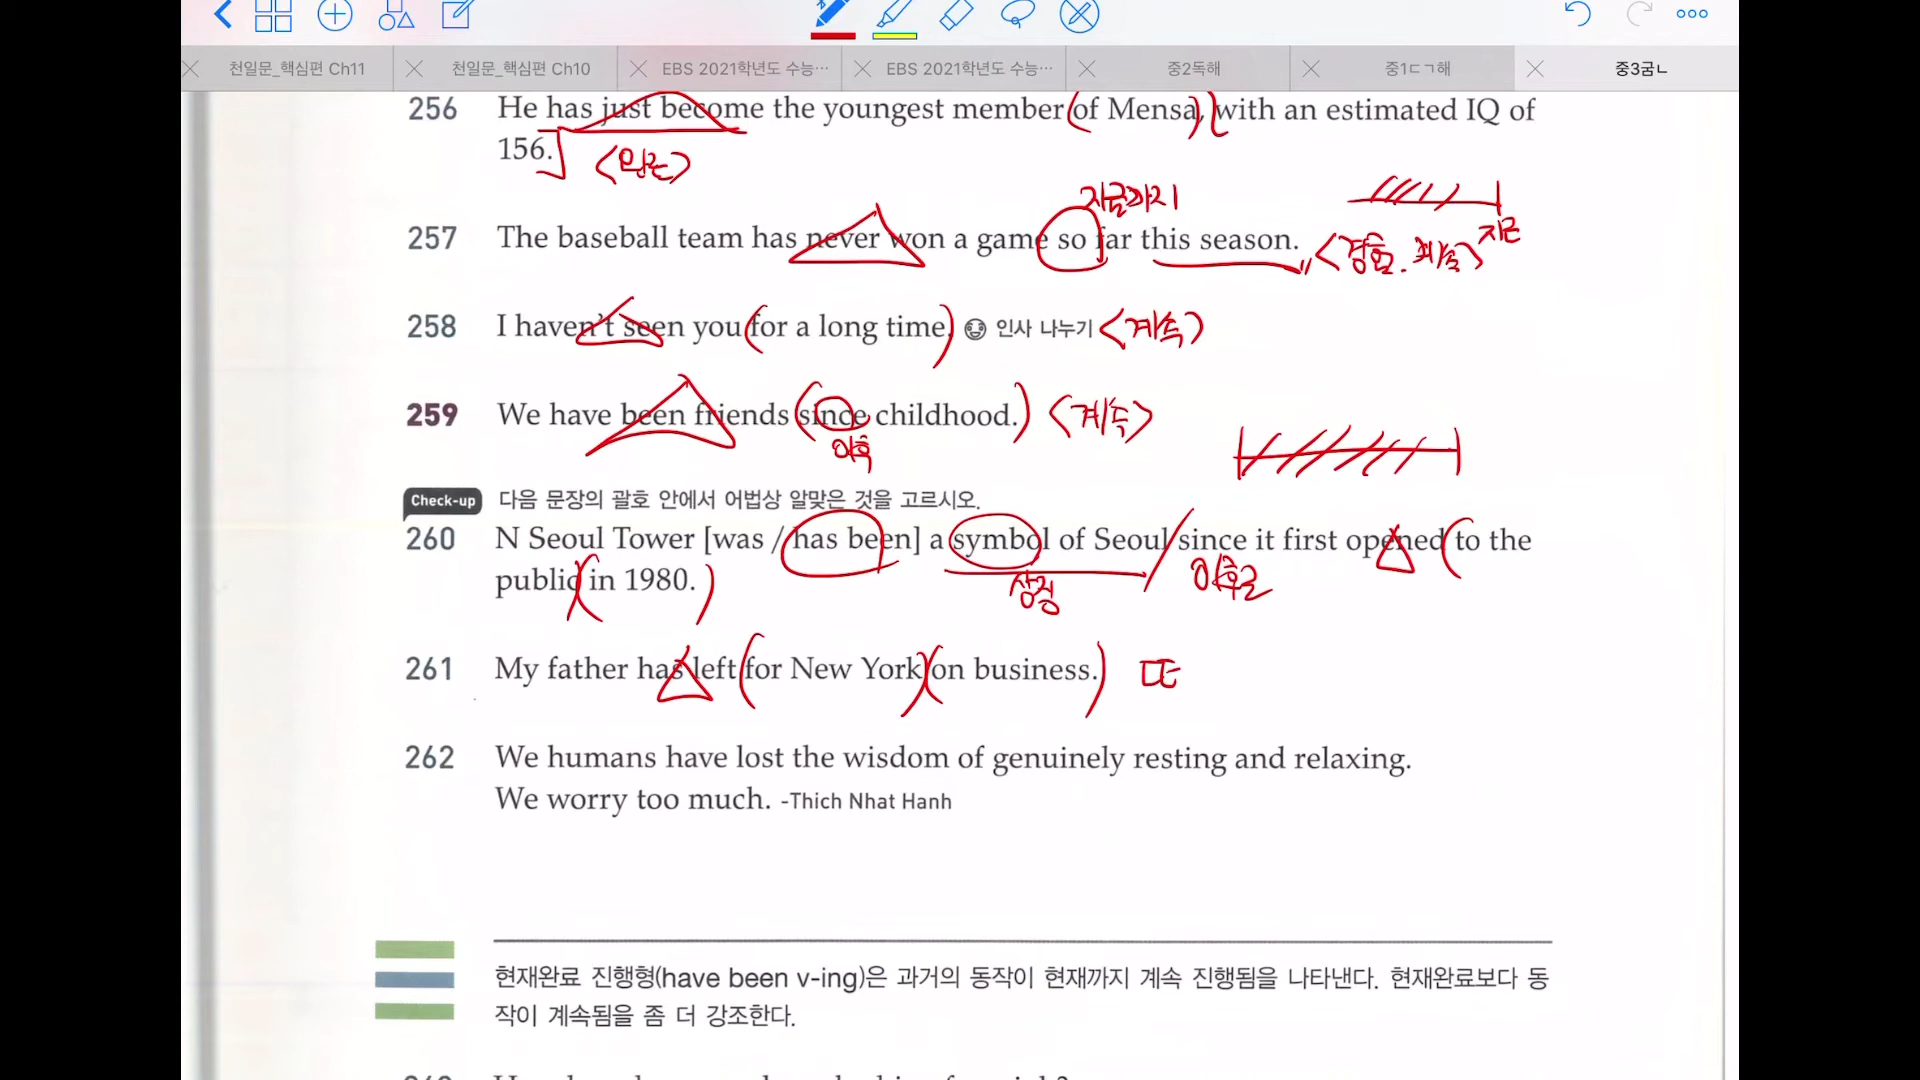 천일문_핵심편 Ch11
천일문_핵심편 Ch10
EBS 2021학년도 수능…
EBS 2021학년도 수능…
중2독해
중1ㄷㄱ해
중3굼ㄴ
256 He has just become the youngest member of Mensa, with an estimated IQ of
156.
<완료>
지금까지
257 The baseball team has never won a game so far this season.
지금
258 I haven't seen you for a long time. 인사 나누기 <계속>
259 We have been friends since childhood. <계속>
이후
Check-up 다음 문장의 괄호 안에서 어법상 알맞은 것을 고르시오.
260 N Seoul Tower [was / has been] a symbol of Seoul since it first opened to the
public in 1980.
상징
이후로
261 My father has left for New York on business.
262 We humans have lost the wisdom of genuinely resting and relaxing.
We worry too much. -Thich Nhat Hanh
현재완료 진행형(have been v-ing)은 과거의 동작이 현재까지 계속 진행됨을 나타낸다. 현재완료보다 동
작이 계속됨을 좀 더 강조한다.